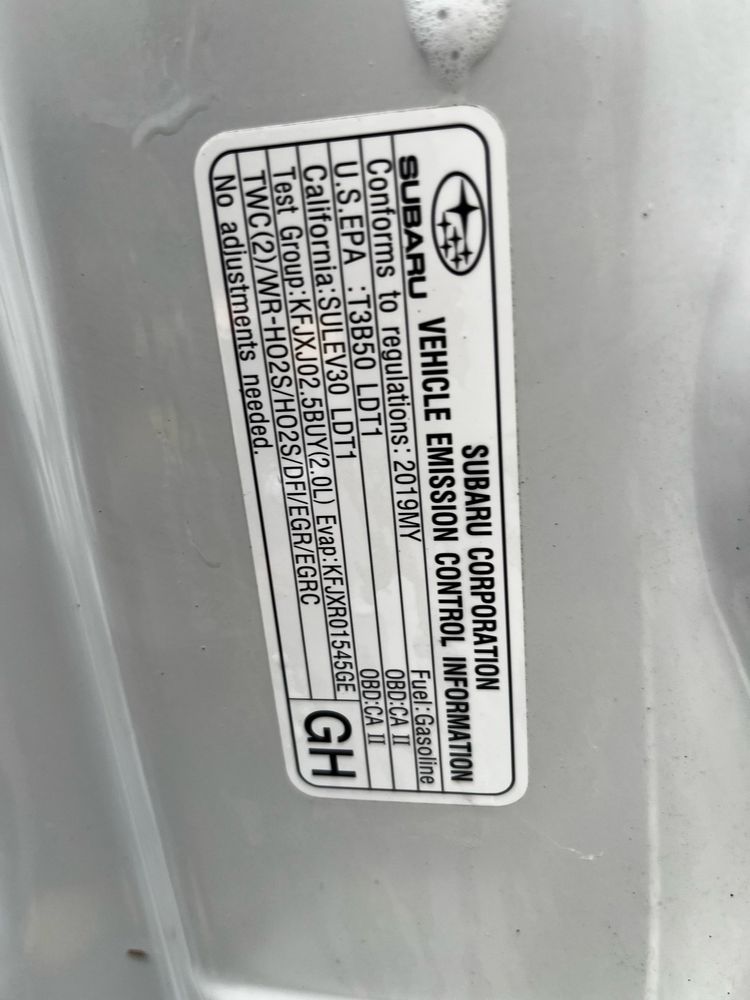 SUBARU CORPORATION
SUBARU VEHICLE EMISSION CONTROL INFORMATION
Conforms to regulations: 2019MY Fuel:Gasoline
U.S.EPA :T3B50 LDT1 OBD:CA II
California:SULEV30 LDT1 OBD:CA II
Test Group:KFJXJ02.5BUY(2.0L) Evap:KFJXR01545GE
TWC(2)/WR-HO2S/HO2S/DFI/EGR/EGRC
No adjustments needed.
GH